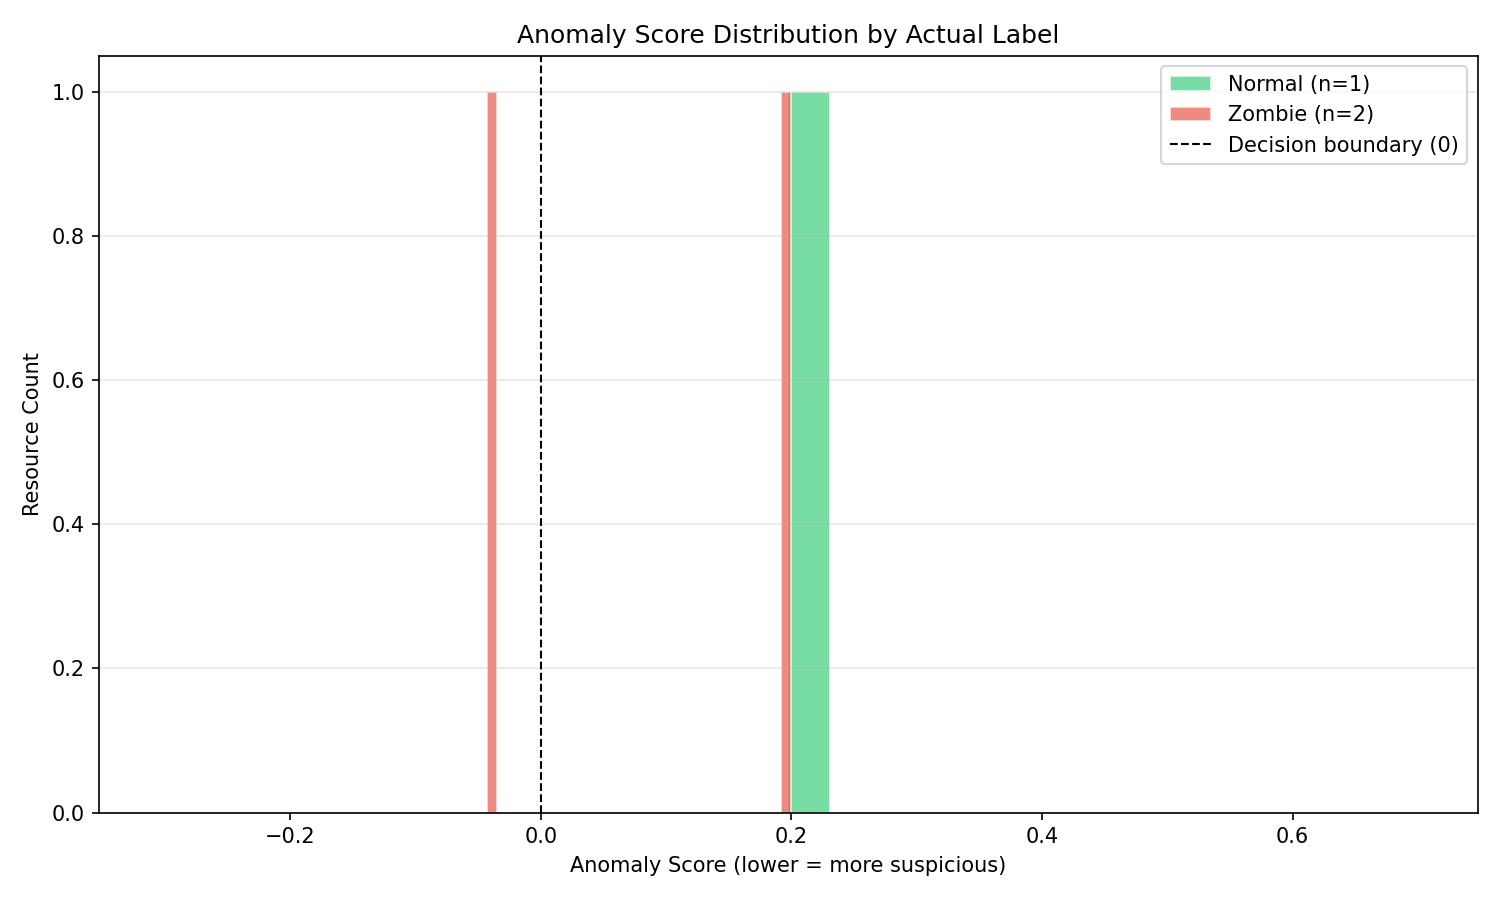 Anomaly Score Distribution by Actual Label
Normal (n=1)
Zombie (n=2)
Decision boundary (0)
Resource Count
1.0
0.8
0.6
0.4
0.2
0.0
−0.2
0.0
0.2
0.4
0.6
Anomaly Score (lower = more suspicious)